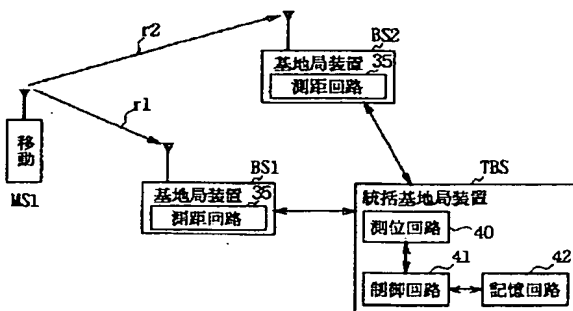 r2
BS2
基地局装置
35
測距回路
r1
移動
MS1
BS1
基地局装置
35
測距回路
TBS
統括基地局装置
測位回路
40
41
制御回路
42
記憶回路